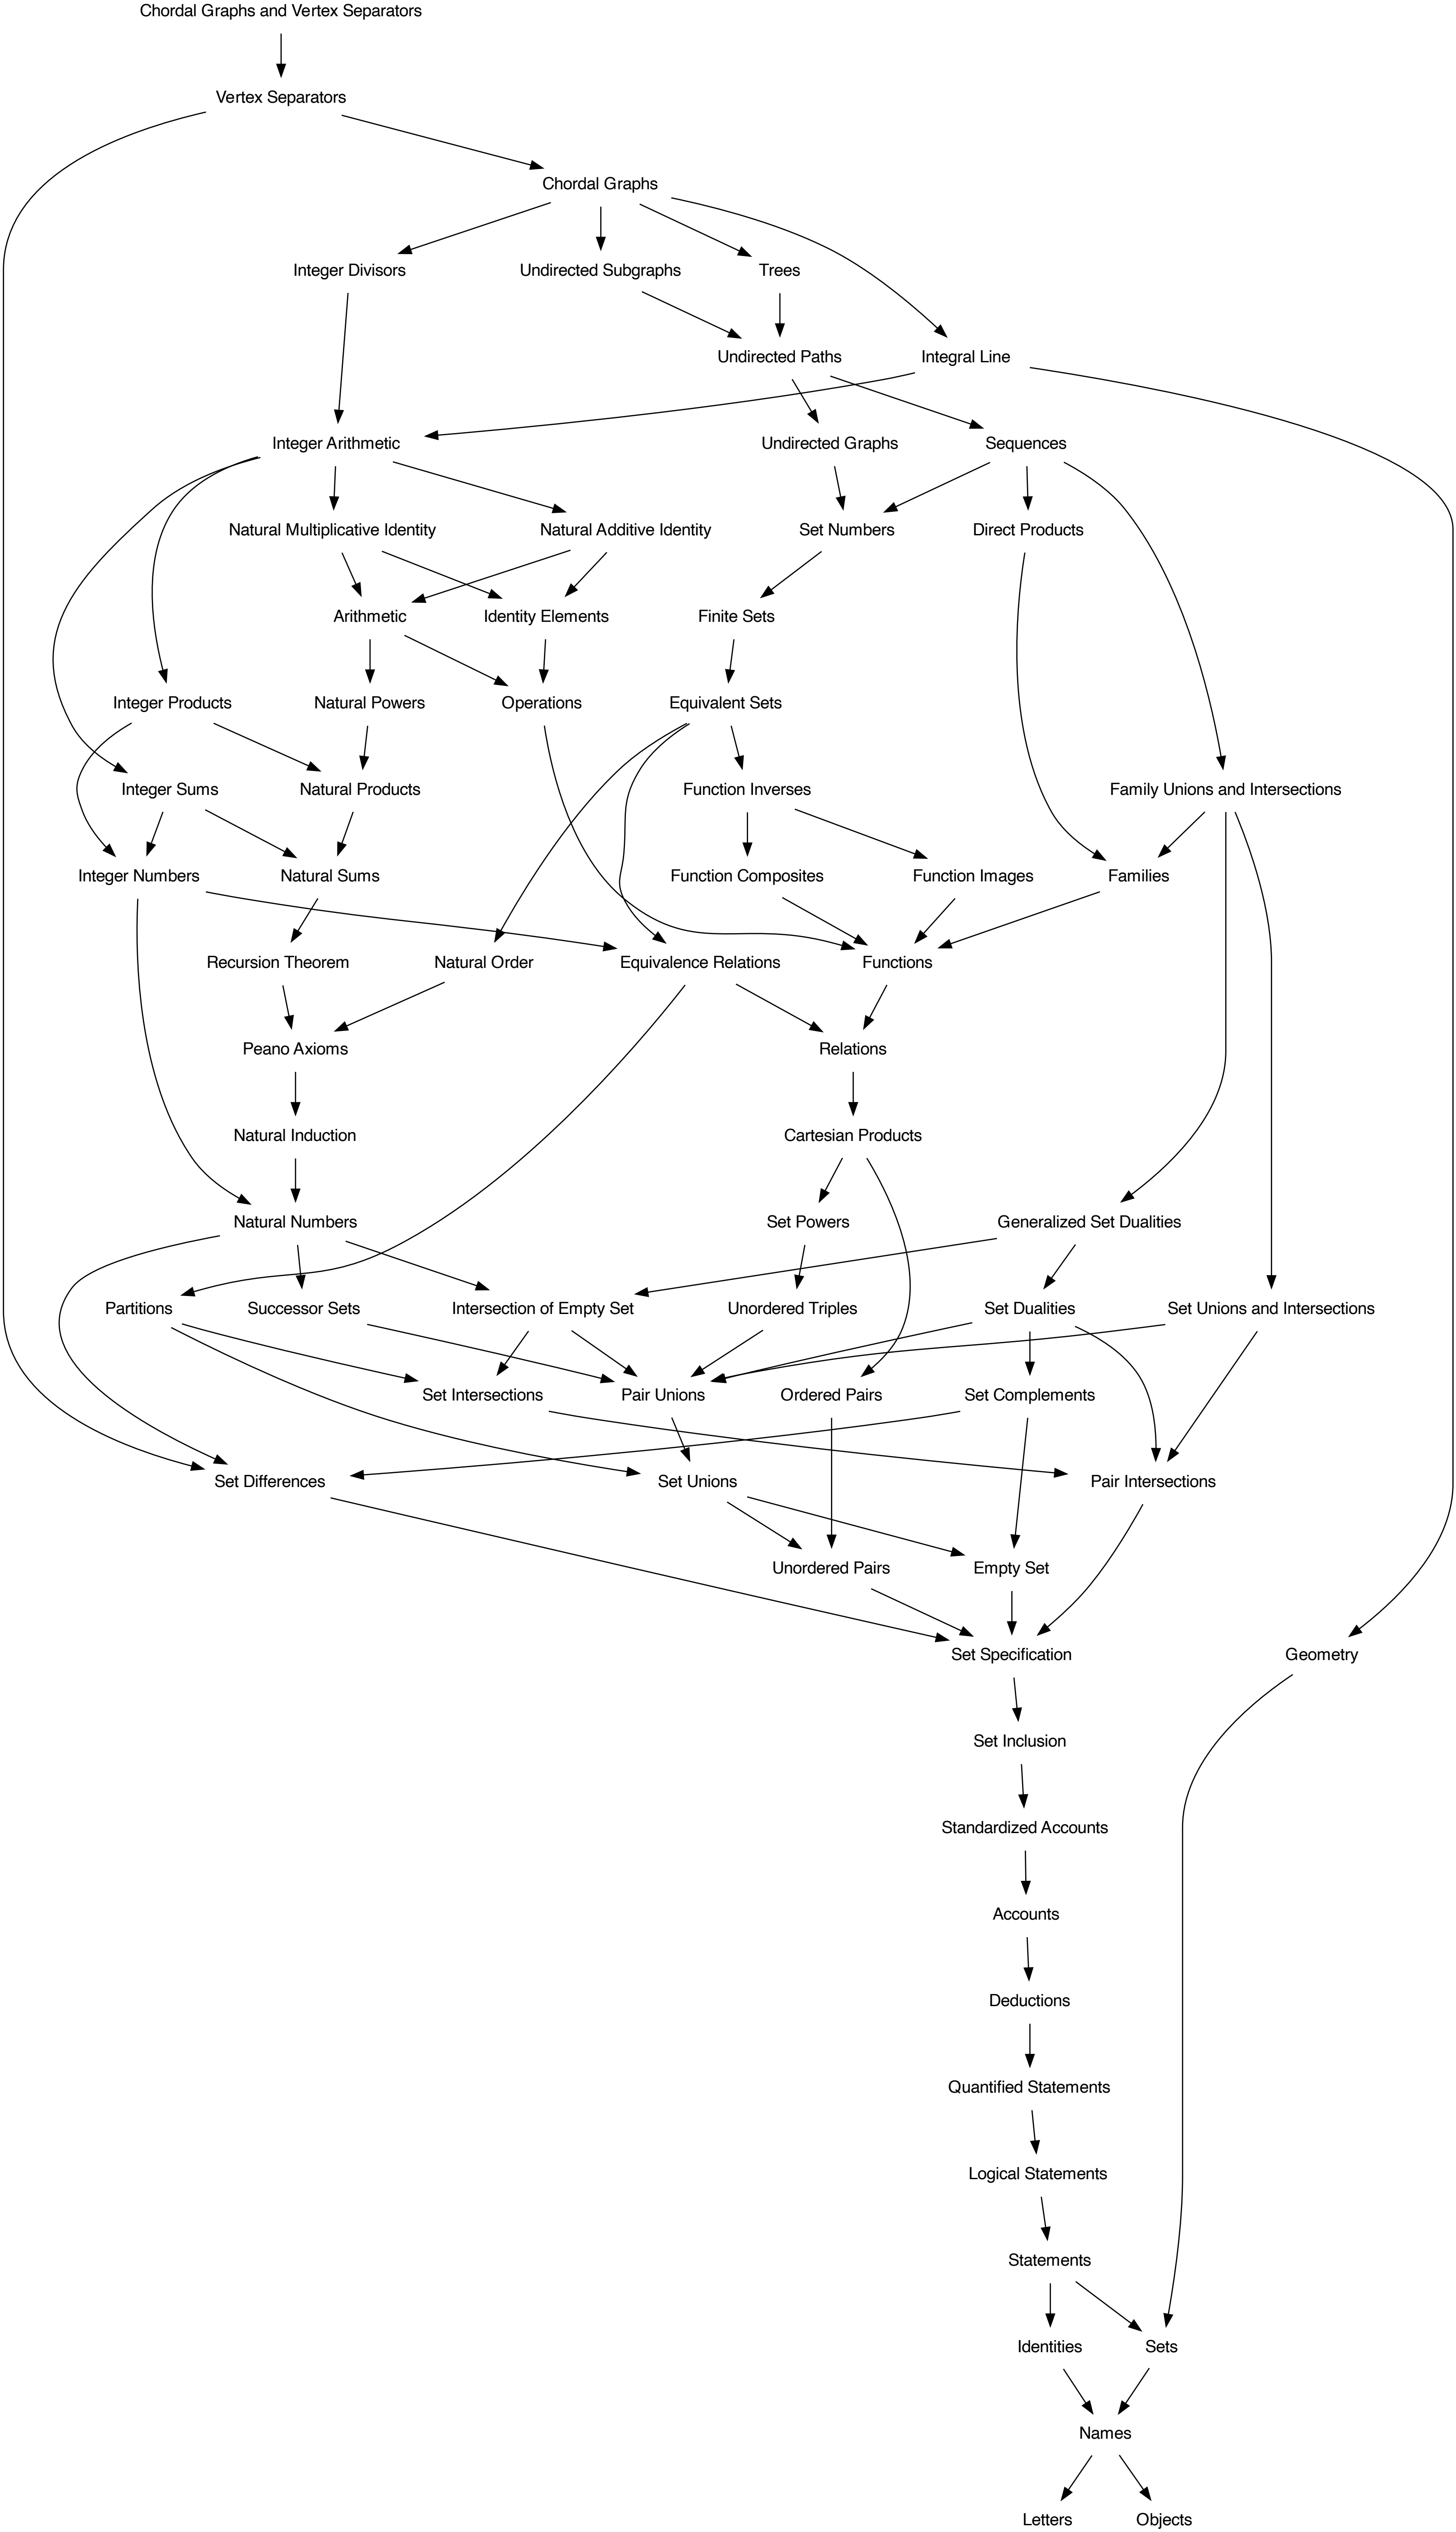 Chordal Graphs and Vertex Separators
Vertex Separators
Chordal Graphs
Integer Divisors
Undirected Subgraphs
Trees
Undirected Paths
Integral Line
Integer Arithmetic
Undirected Graphs
Sequences
Natural Multiplicative Identity
Natural Additive Identity
Set Numbers
Direct Products
Arithmetic
Identity Elements
Finite Sets
Integer Products
Natural Powers
Operations
Equivalent Sets
Integer Sums
Natural Products
Function Inverses
Family Unions and Intersections
Integer Numbers
Natural Sums
Function Composites
Function Images
Families
Recursion Theorem
Natural Order
Equivalence Relations
Functions
Peano Axioms
Relations
Natural Induction
Cartesian Products
Natural Numbers
Set Powers
Generalized Set Dualities
Partitions
Successor Sets
Intersection of Empty Set
Unordered Triples
Set Dualities
Set Unions and Intersections
Set Intersections
Pair Unions
Ordered Pairs
Set Complements
Set Differences
Set Unions
Pair Intersections
Unordered Pairs
Empty Set
Set Specification
Geometry
Set Inclusion
Standardized Accounts
Accounts
Deductions
Quantified Statements
Logical Statements
Statements
Identities
Sets
Names
Letters
Objects